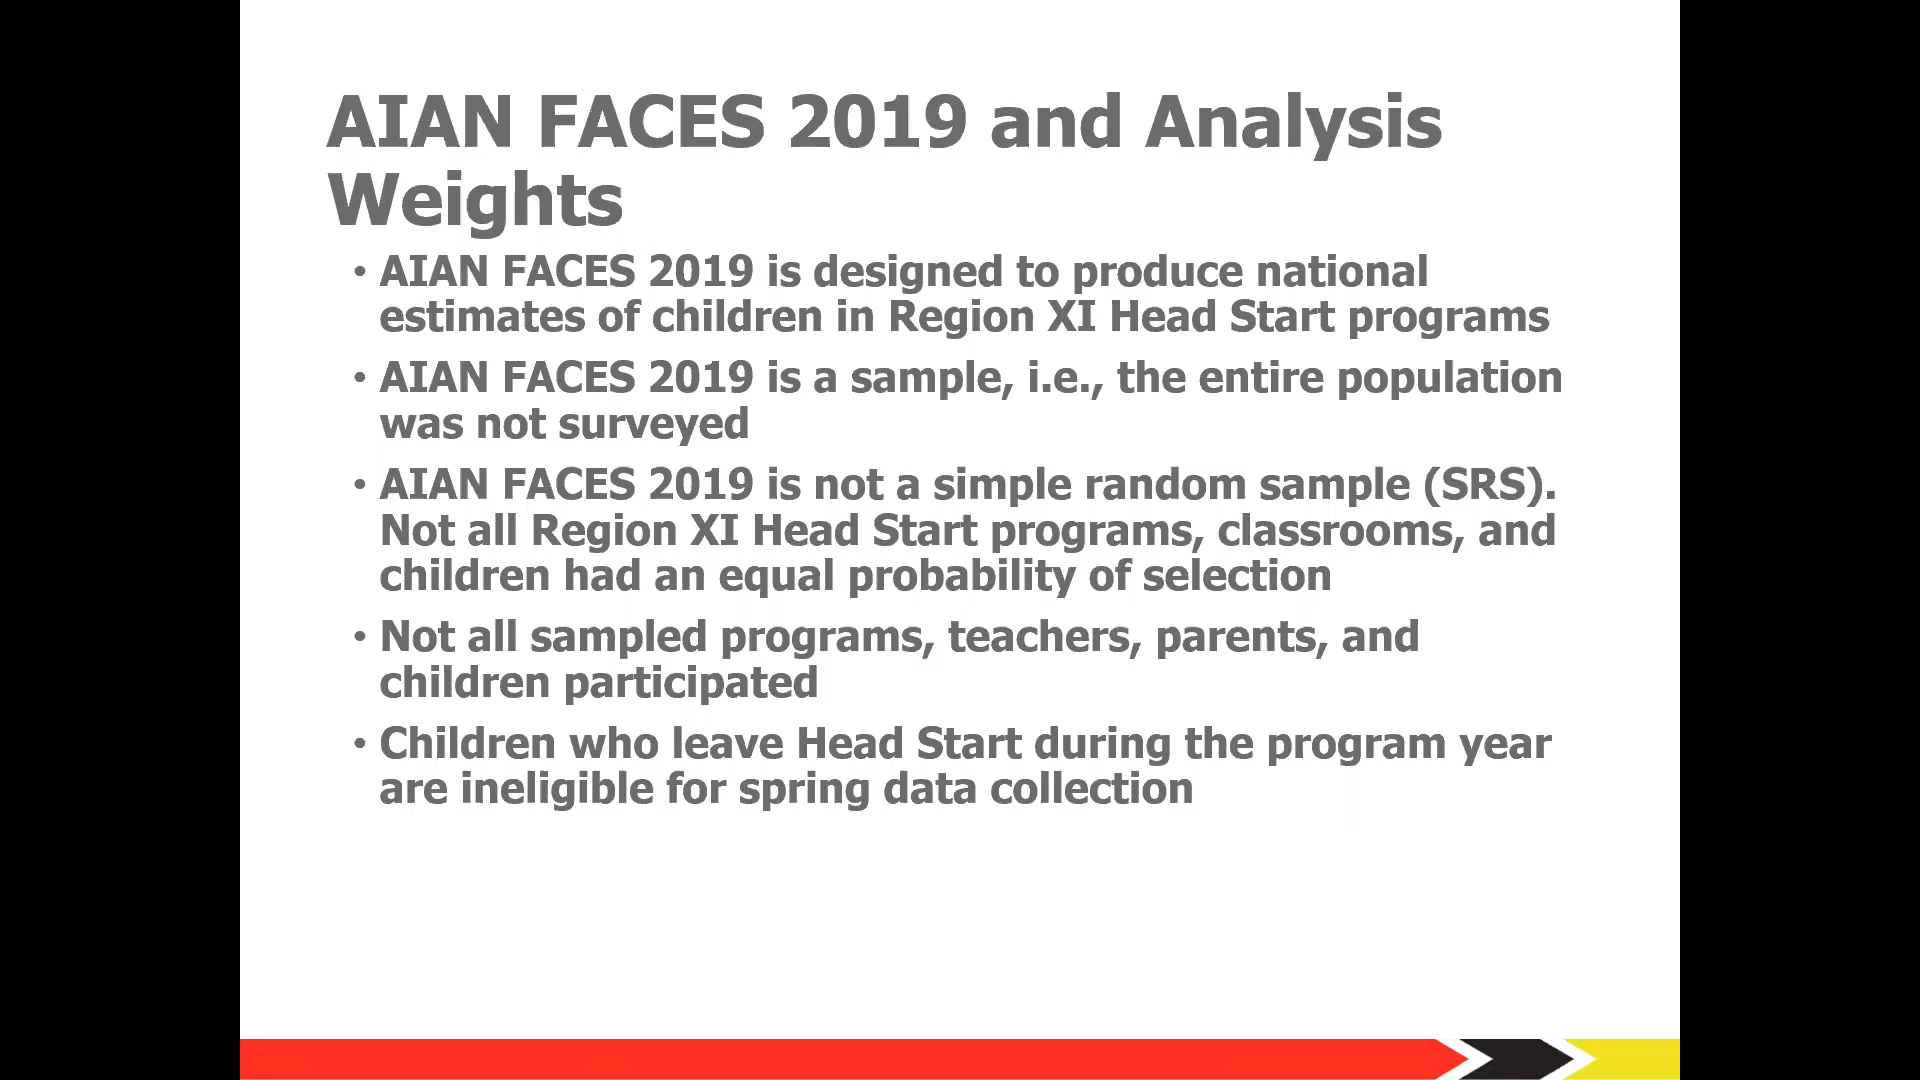 AIAN FACES 2019 and Analysis
Weights
• AIAN FACES 2019 is designed to produce national
estimates of children in Region XI Head Start programs
• AIAN FACES 2019 is a sample, i.e., the entire population
was not surveyed
• AIAN FACES 2019 is not a simple random sample (SRS).
Not all Region XI Head Start programs, classrooms, and
children had an equal probability of selection
• Not all sampled programs, teachers, parents, and
children participated
• Children who leave Head Start during the program year
are ineligible for spring data collection